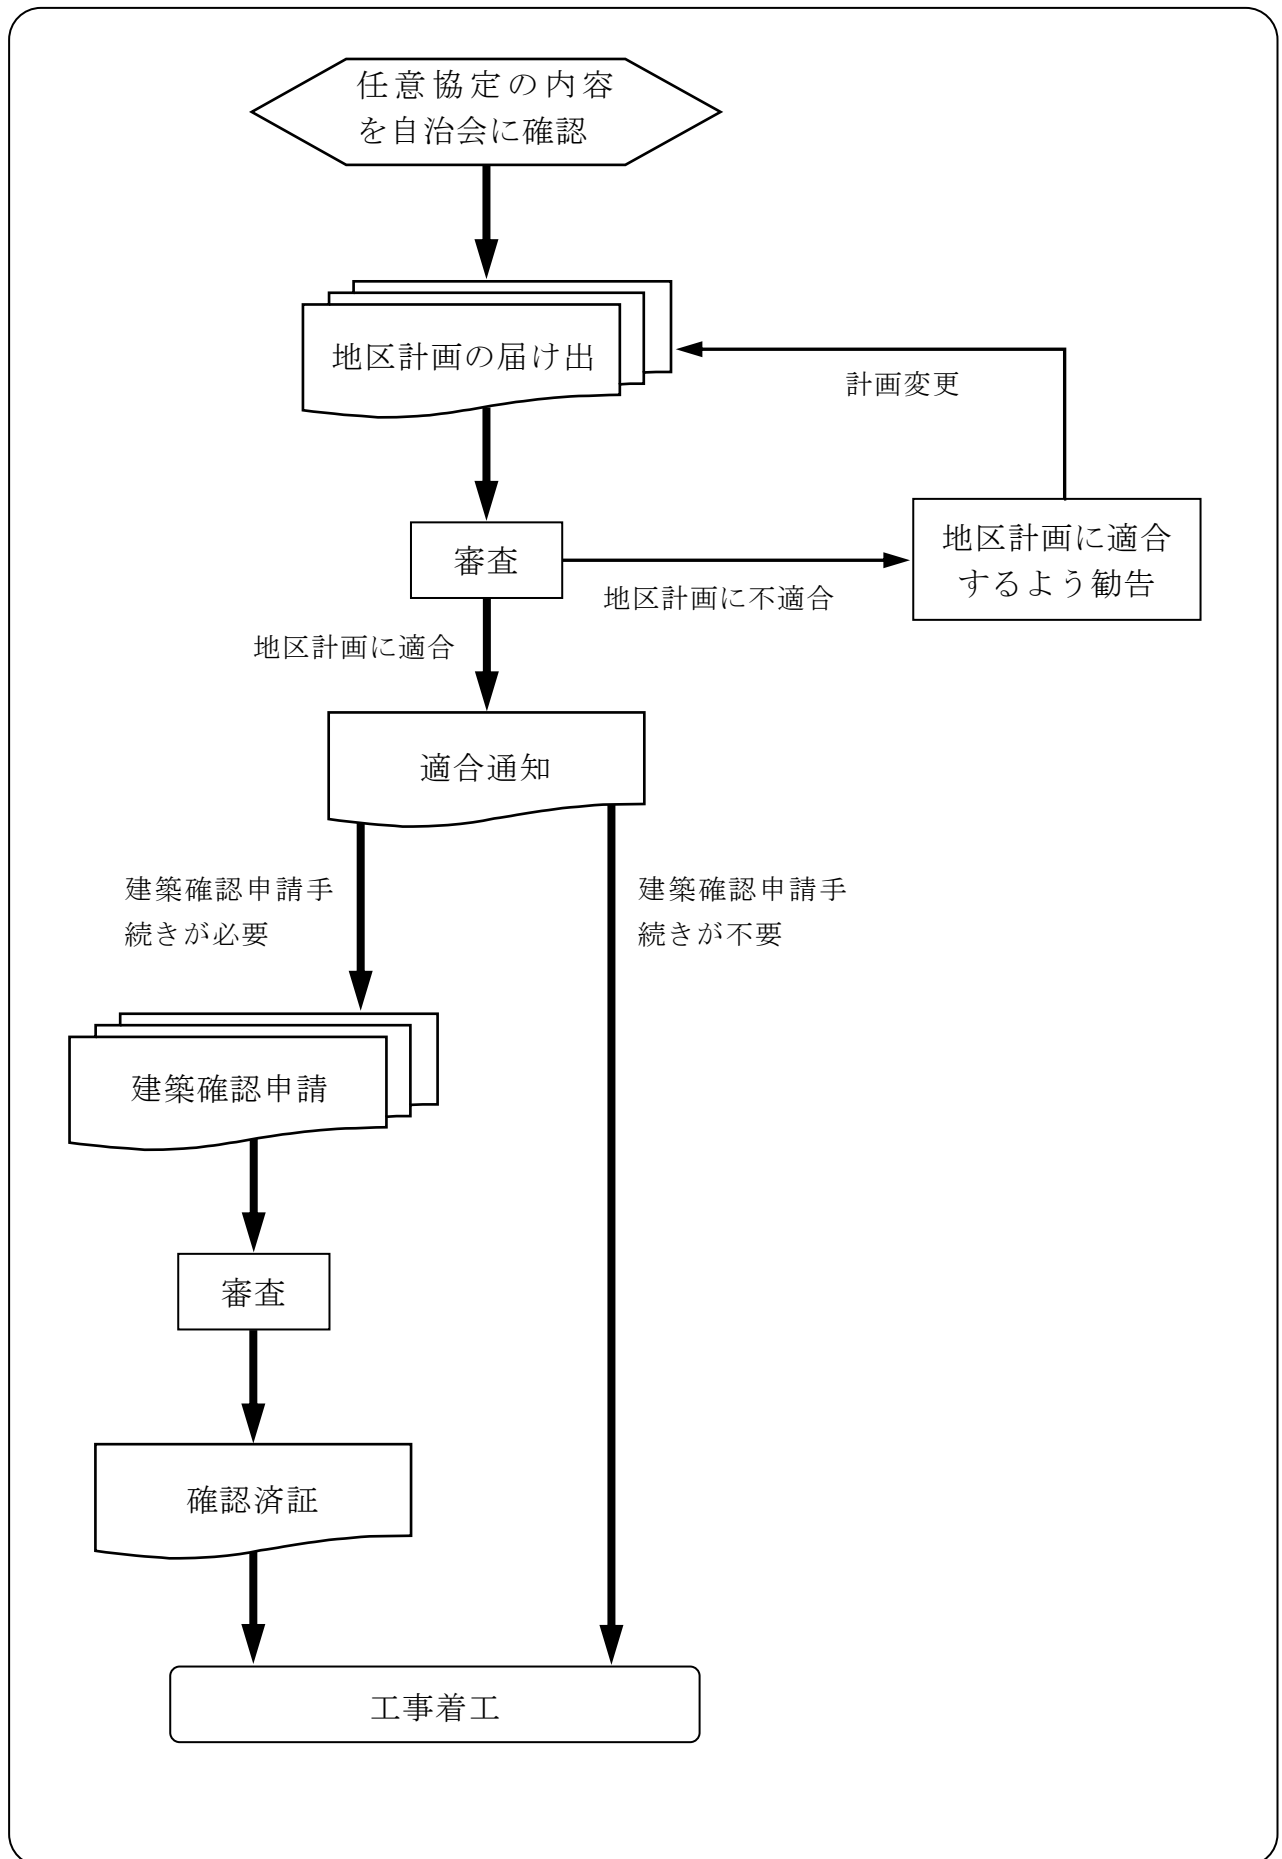 任意協定の内容
を自治会に確認
地区計画の届け出
計画変更
地区計画に適合
するよう勧告
審査
地区計画に不適合
地区計画に適合
適合通知
建築確認申請手
続きが必要
建築確認申請手
続きが不要
建築確認申請
審査
確認済証
工事着工